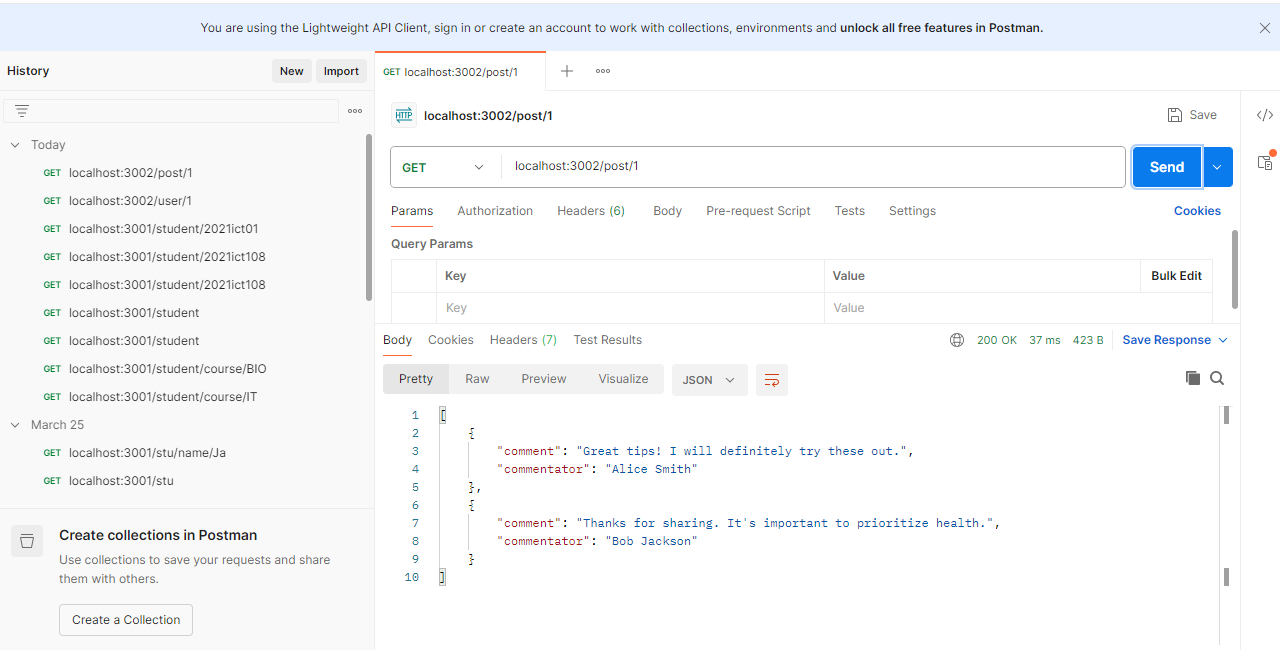 You are using the Lightweight API Client, sign in or create an account to work with collections, environments and unlock all free features in Postman.
History
New
Import
GET localhost:3002/post/1
Today
GET localhost:3002/post/1
GET localhost:3002/user/1
GET localhost:3001/student/2021ict01
GET localhost:3001/student/2021ict108
GET localhost:3001/student/2021ict108
GET localhost:3001/student
GET localhost:3001/student
GET localhost:3001/student/course/BIO
GET localhost:3001/student/course/IT
March 25
GET localhost:3001/stu/name/Ja
GET localhost:3001/stu
Create collections in Postman
Use collections to save your requests and share
them with others.
Create a Collection
HTTP localhost:3002/post/1
Save
GET localhost:3002/post/1
Send
Params Authorization Headers (6) Body Pre-request Script Tests Settings Cookies
Query Params
Key Value Bulk Edit
Key Value
Body Cookies Headers (7) Test Results 200 OK 37 ms 423 B Save Response
Pretty Raw Preview Visualize JSON
1 [
2 {
3 "comment": "Great tips! I will definitely try these out.",
4 "commentator": "Alice Smith"
5 },
6 {
7 "comment": "Thanks for sharing. It's important to prioritize health.",
8 "commentator": "Bob Jackson"
9 }
10 ]